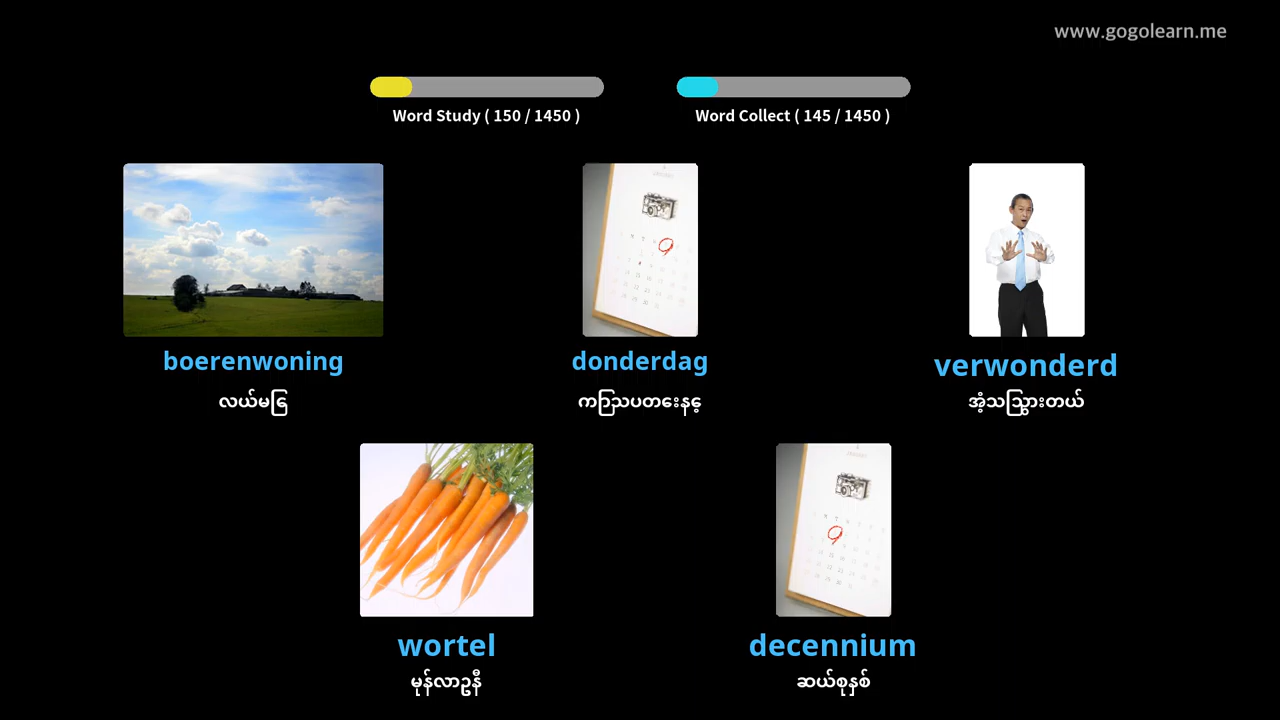 www.gogolearn.me
Word Study ( 150 / 1450 )
Word Collect ( 145 / 1450 )
boerenwoning
donderdag
verwonderd
လယ်မြေ
ကြာသပတေးနေ့
အံ့သြသွားတယ်
wortel
decennium
မုန်လာဥနီ
ဆယ်စုနှစ်